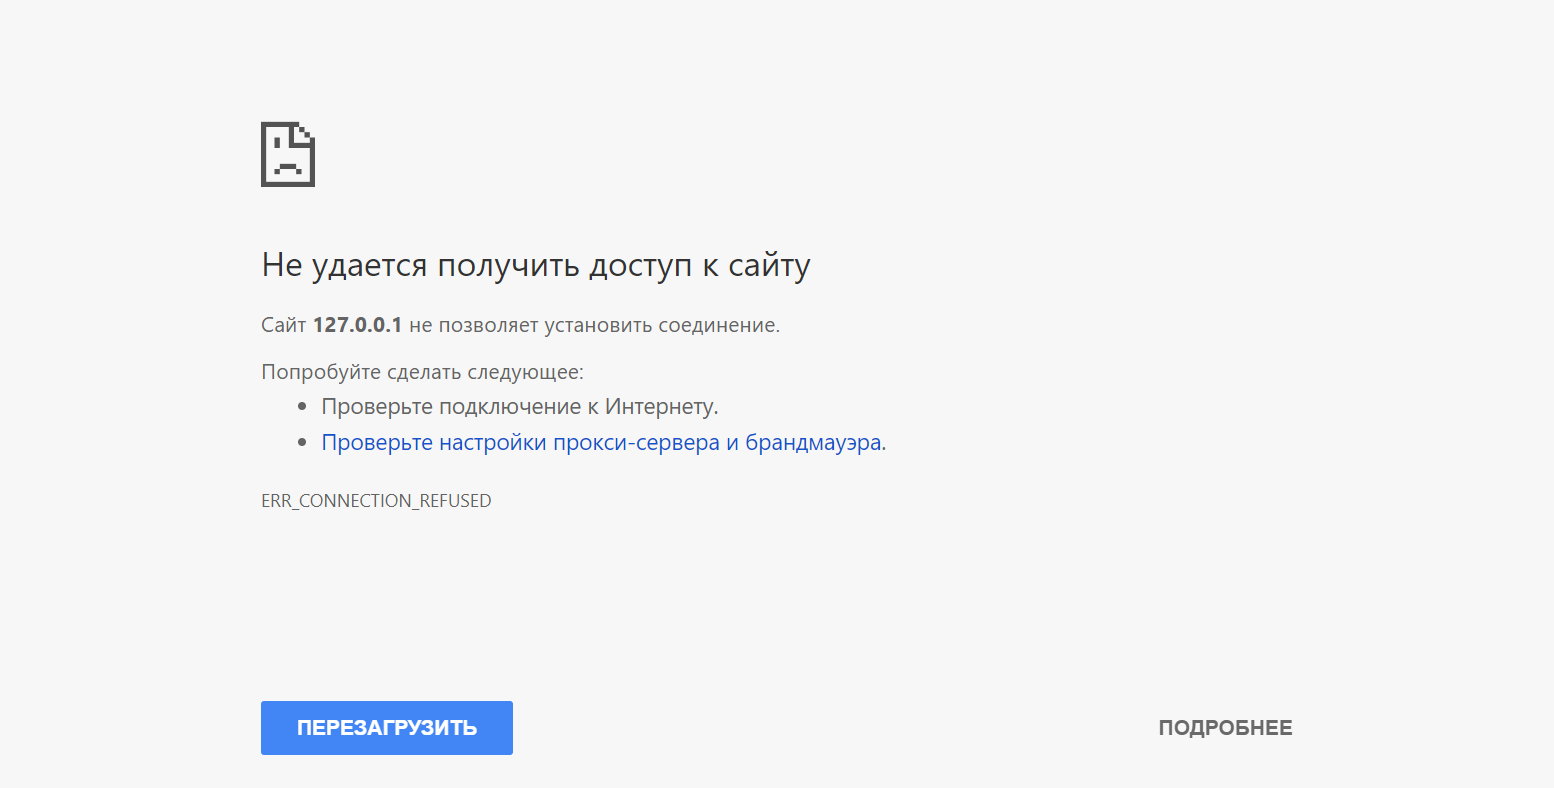 Не удается получить доступ к сайту
Сайт 127.0.0.1 не позволяет установить соединение.
Попробуйте сделать следующее:
Проверьте подключение к Интернету.
Проверьте настройки прокси-сервера и брандмауэра.
ERR_CONNECTION_REFUSED
ПЕРЕЗАГРУЗИТЬ
ПОДРОБНЕЕ